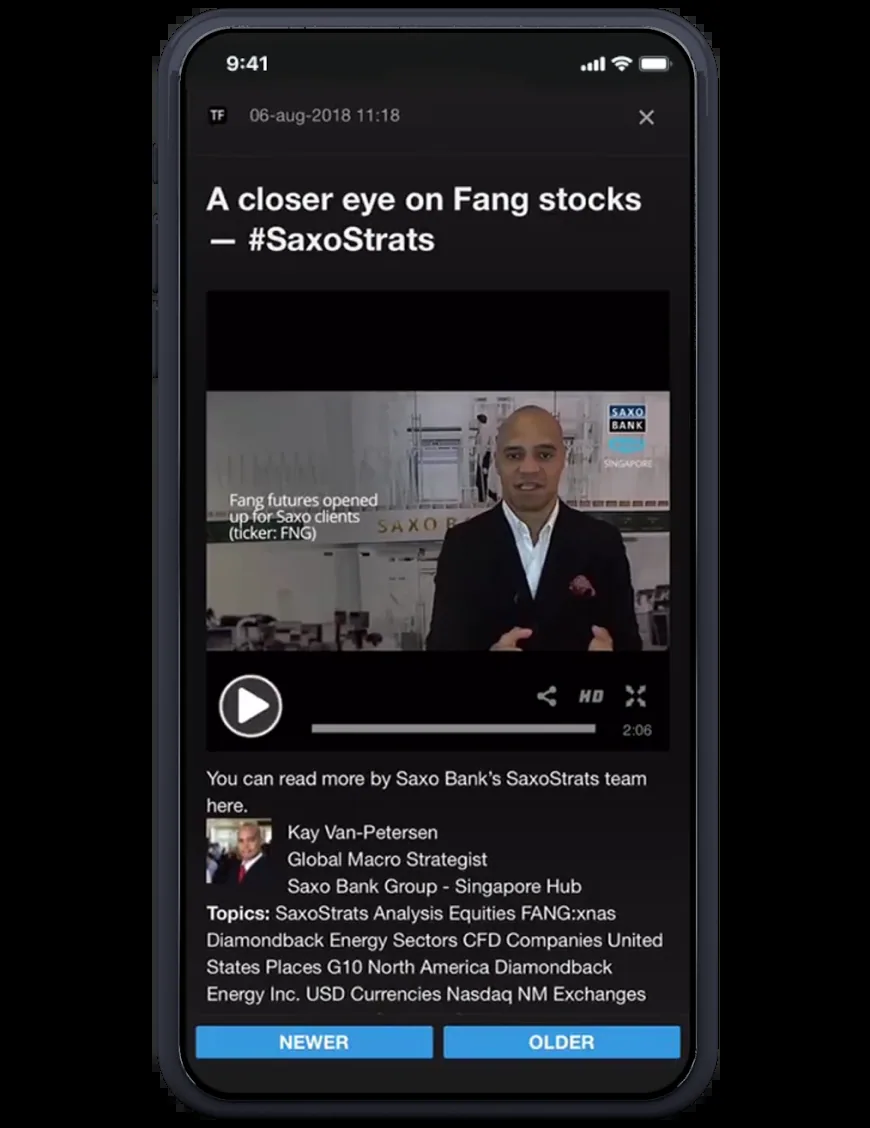 9:41
TF 06-aug-2018 11:18
A closer eye on Fang stocks
— #SaxoStrats
SAXO
BANK
SINGAPORE
Fang futures opened
up for Saxo clients
(ticker: FNG)
SAXO B
HD
2:06
You can read more by Saxo Bank's SaxoStrats team
here.
Kay Van-Petersen
Global Macro Strategist
Saxo Bank Group - Singapore Hub
Topics: SaxoStrats Analysis Equities FANG:xnas
Diamondback Energy Sectors CFD Companies United
States Places G10 North America Diamondback
Energy Inc. USD Currencies Nasdaq NM Exchanges
NEWER
OLDER